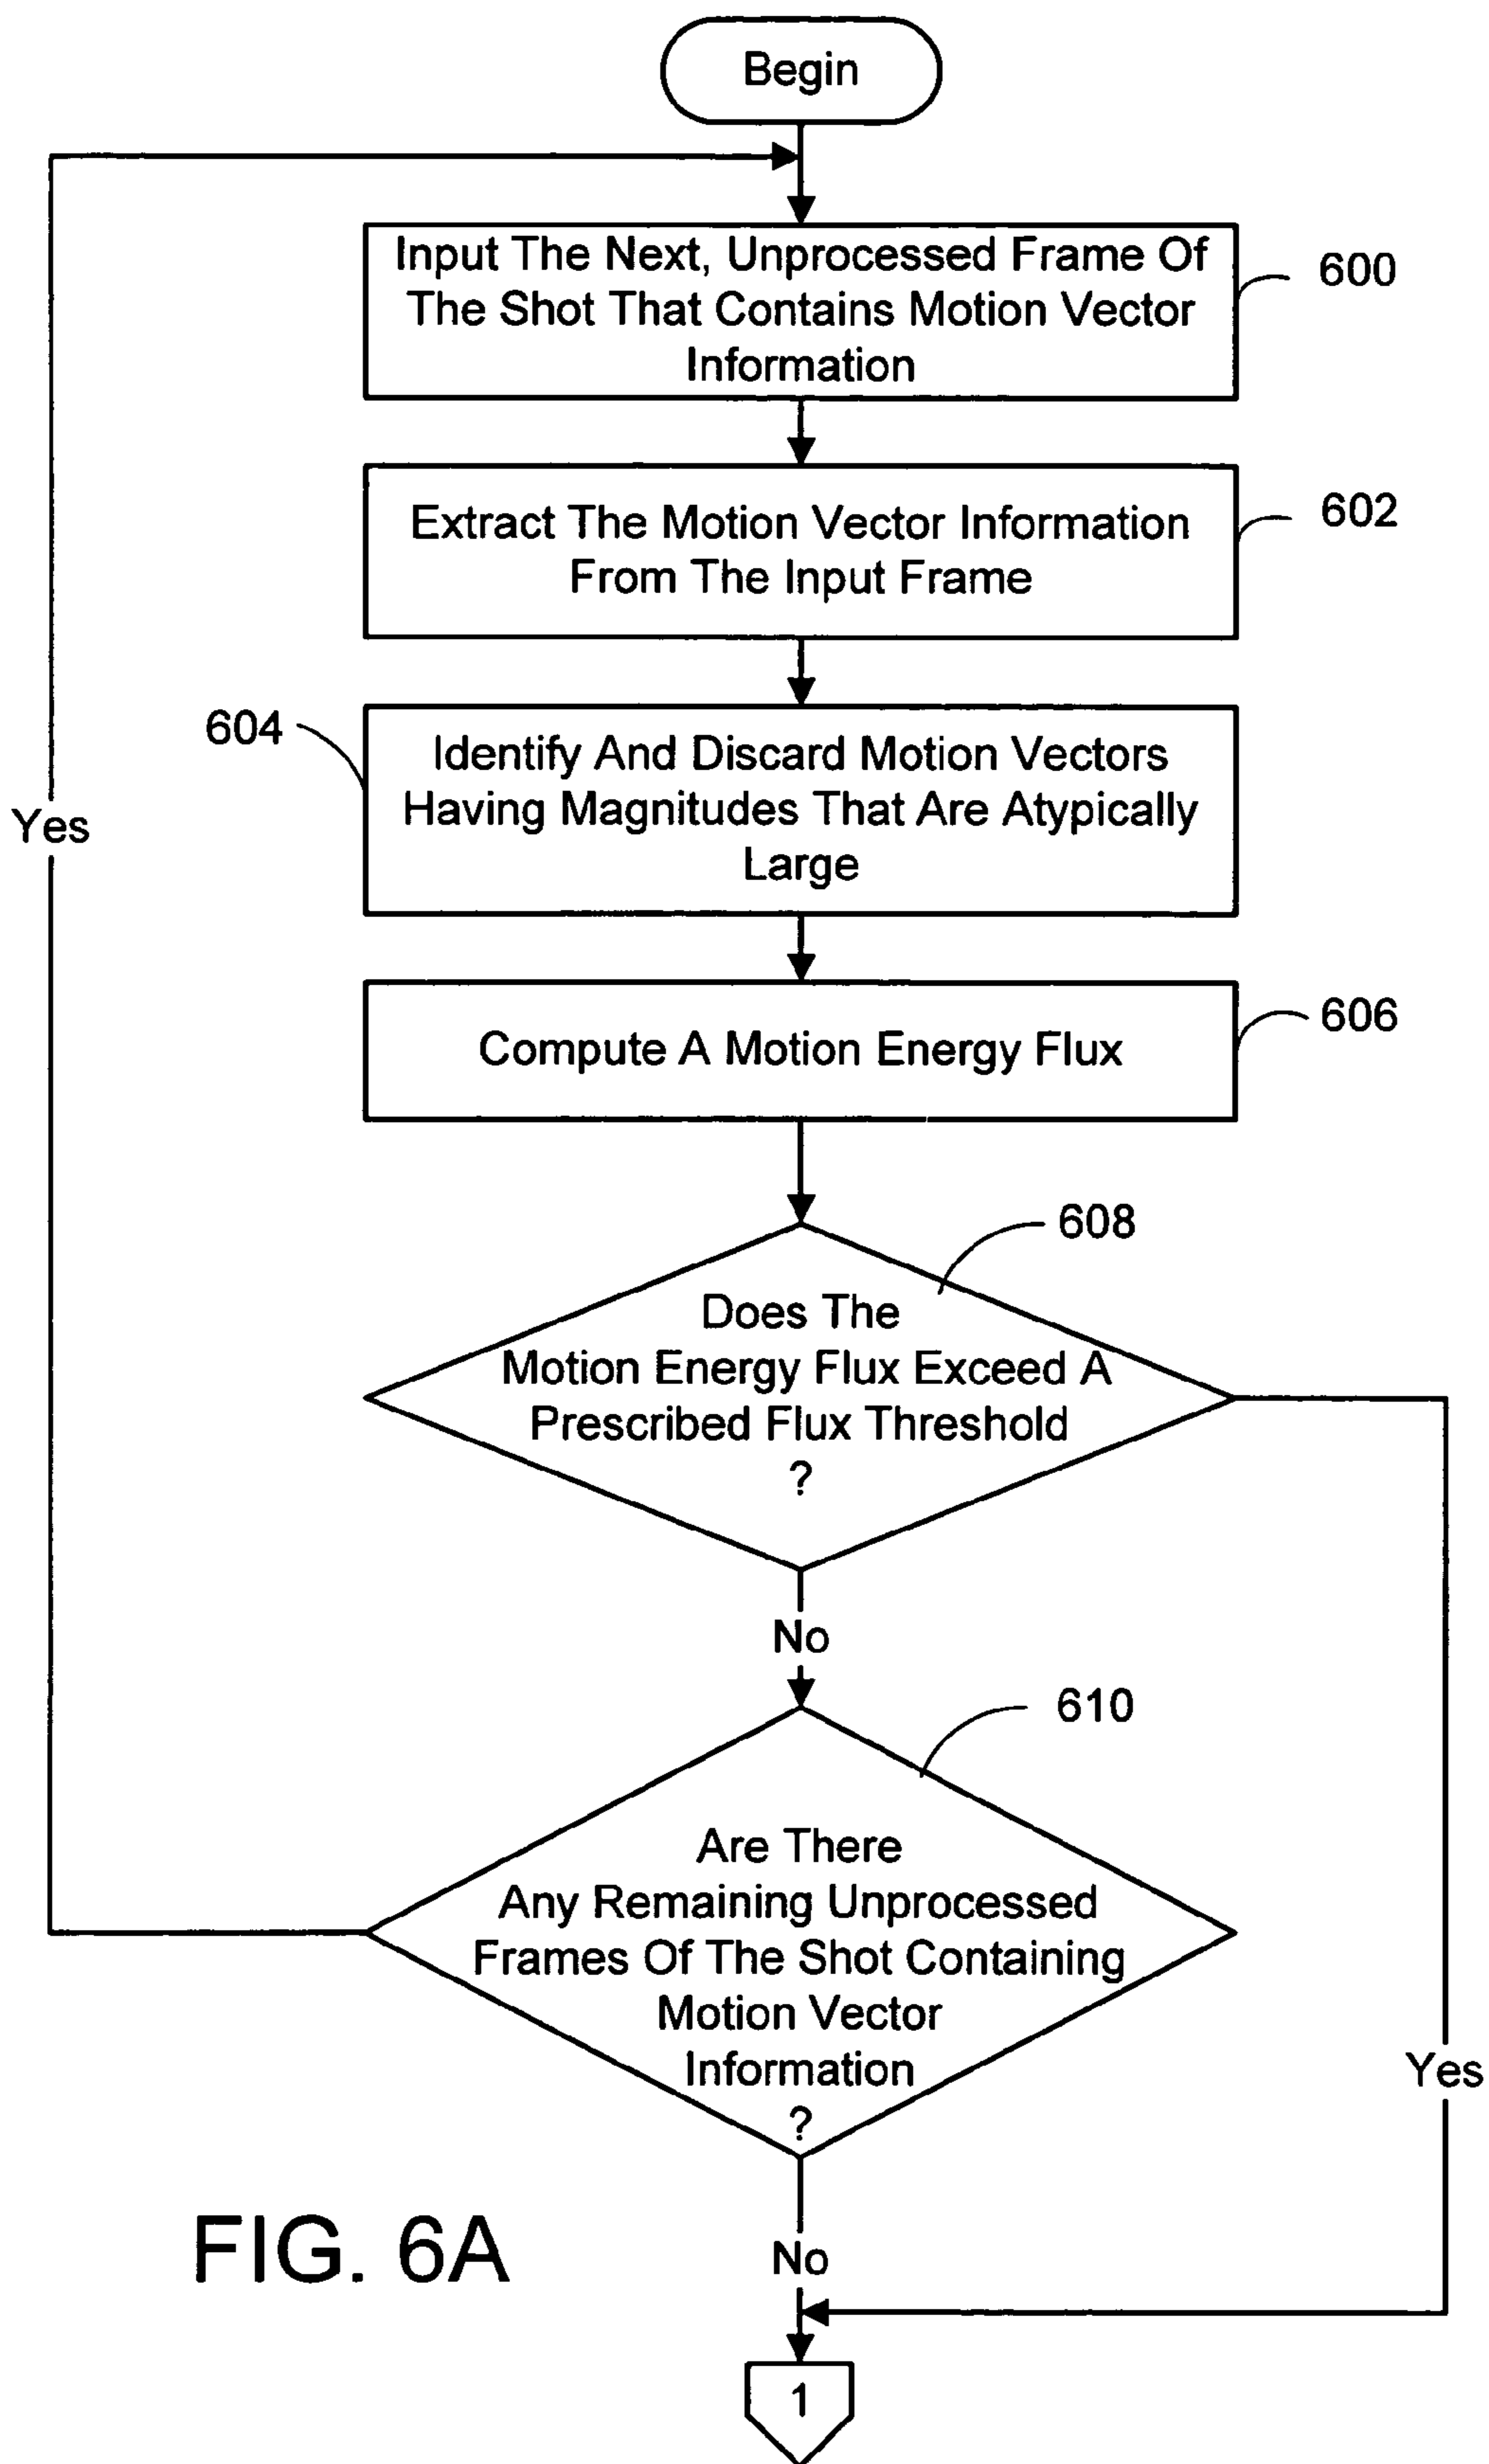 Begin
Input The Next, Unprocessed Frame Of
The Shot That Contains Motion Vector
Information
600
Extract The Motion Vector Information
From The Input Frame
602
604
Identify And Discard Motion Vectors
Having Magnitudes That Are Atypically
Large
Yes
Compute A Motion Energy Flux
606
608
Does The
Motion Energy Flux Exceed A
Prescribed Flux Threshold
?
No
610
Are There
Any Remaining Unprocessed
Frames Of The Shot Containing
Motion Vector
Information
?
Yes
No
FIG. 6A
1